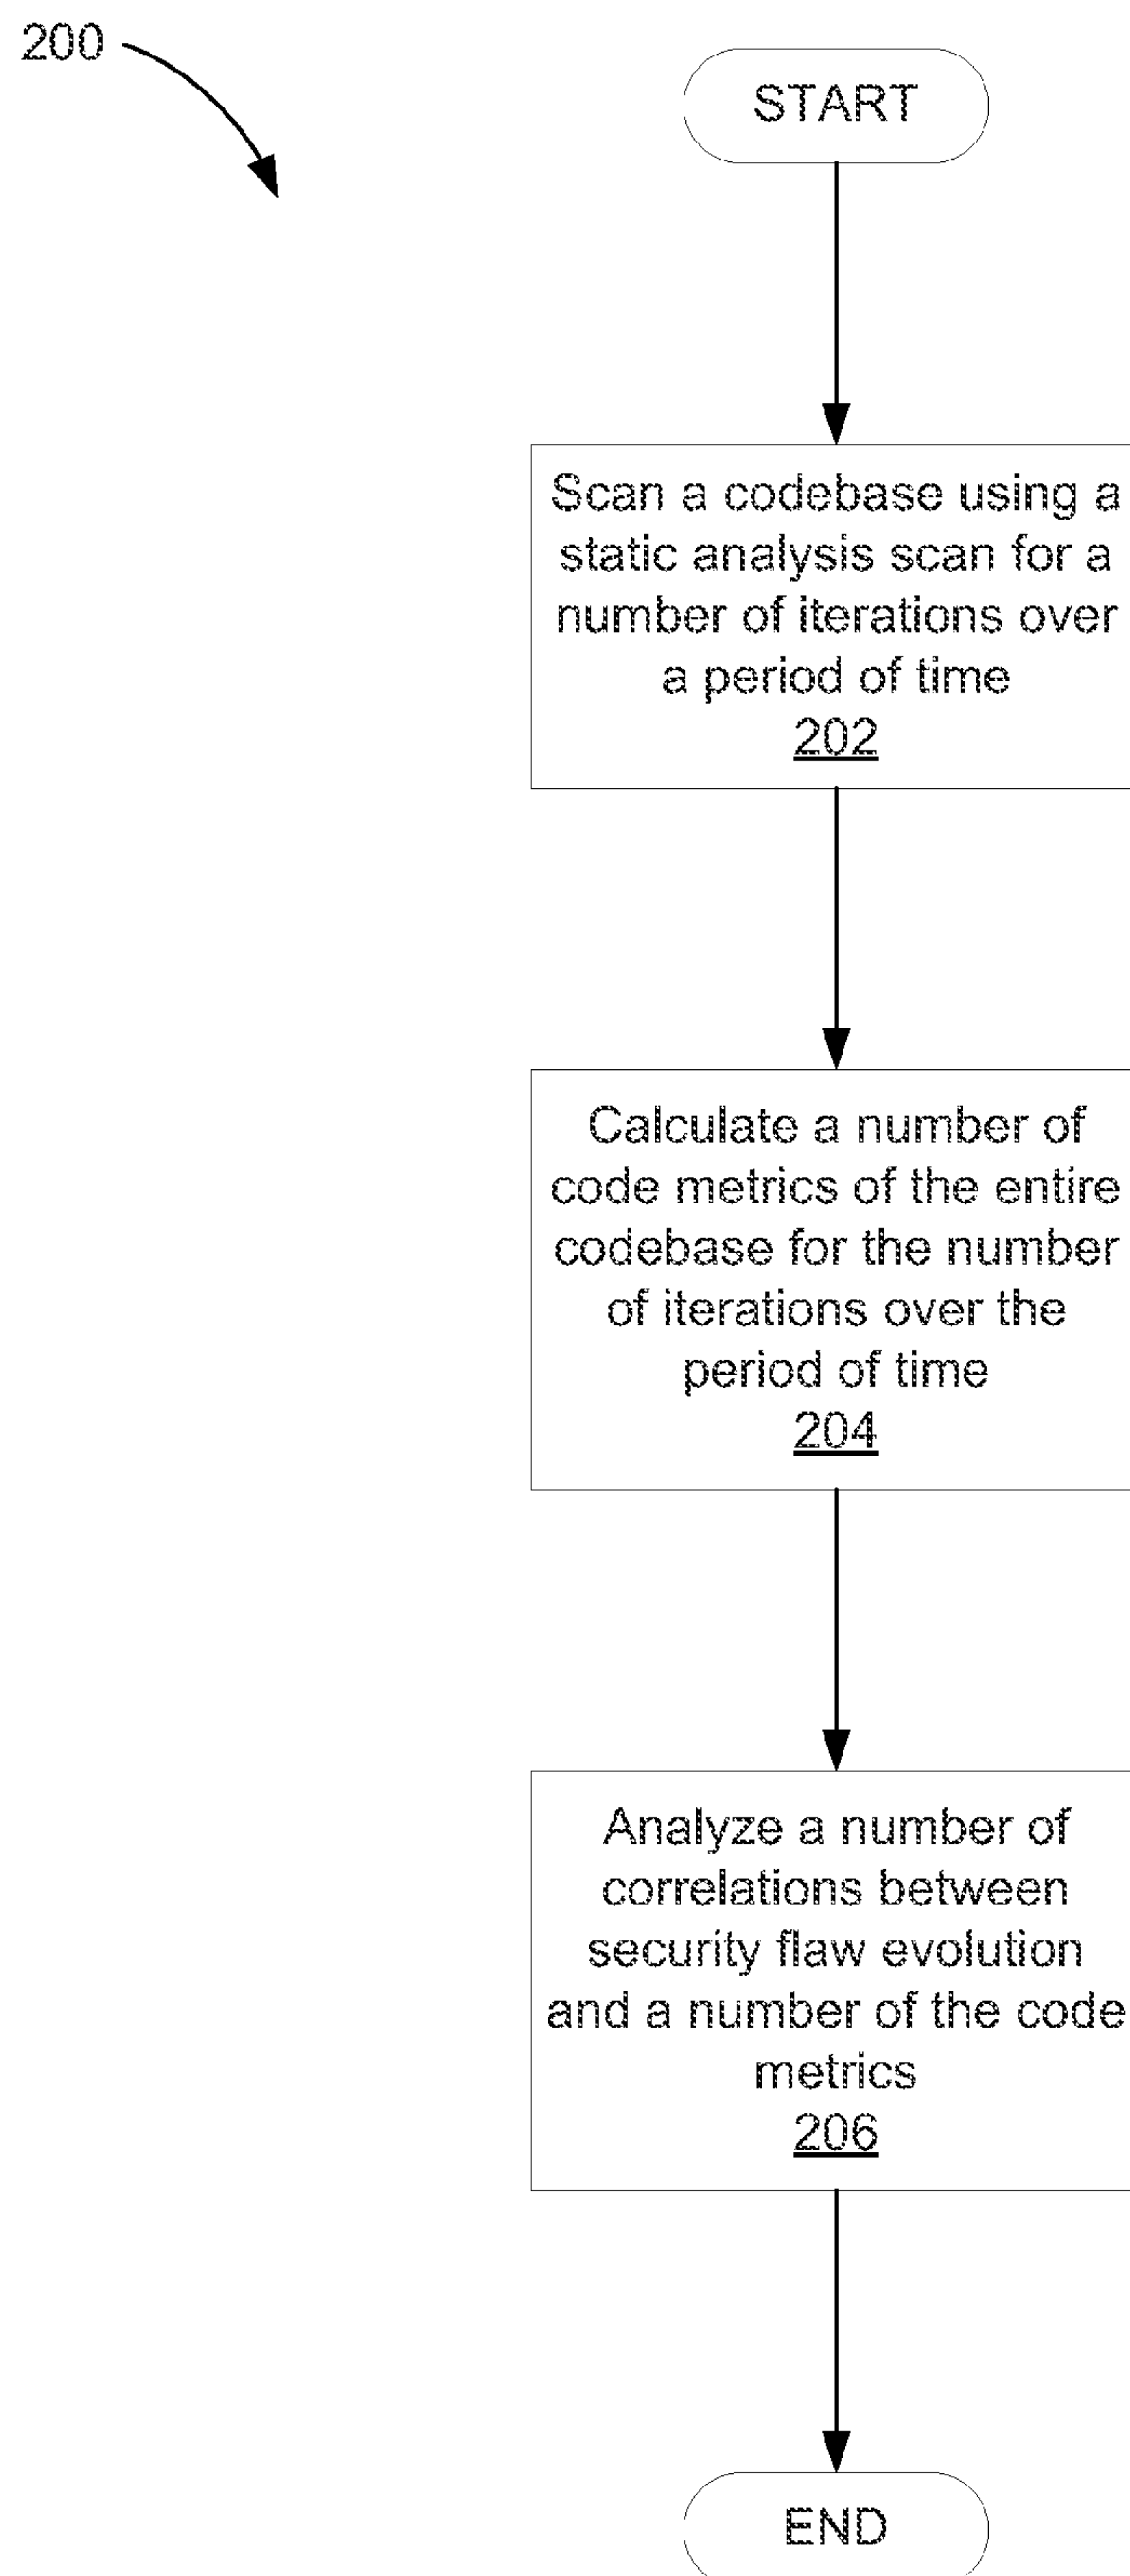 200
START
Scan a codebase using a
static analysis scan for a
number of iterations over
a period of time
202
Calculate a number of
code metrics of the entire
codebase for the number
of iterations over the
period of time
204
Analyze a number of
correlations between
security flaw evolution
and a number of the code
metrics
206
END